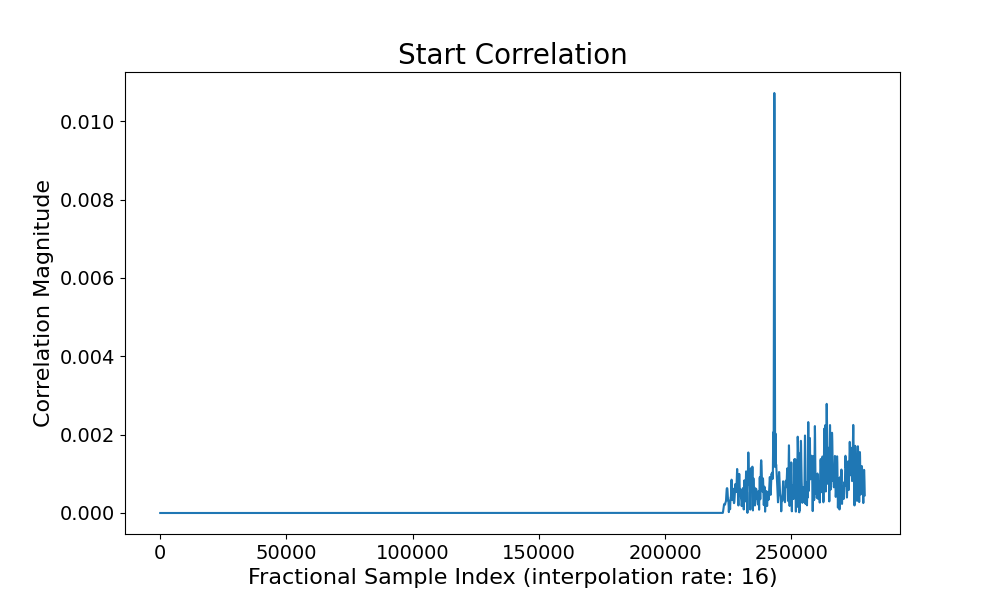 Start Correlation
0.010
0.008
0.006
0.004
0.002
0.000
Correlation Magnitude
0 50000 100000 150000 200000 250000
Fractional Sample Index (interpolation rate: 16)